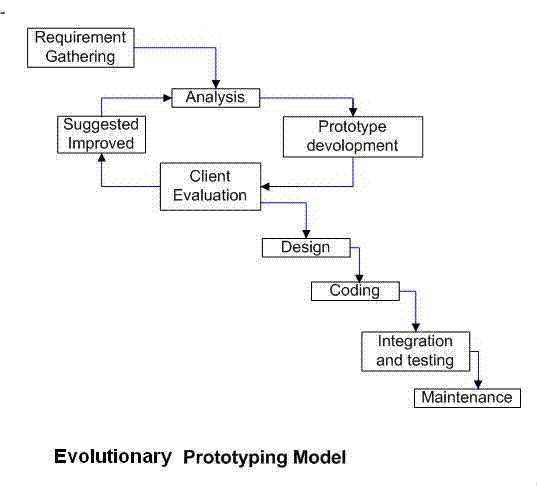 Requirement
Gathering
Analysis
Suggested
Improved
Prototype
devolopment
Client
Evaluation
Design
Coding
Integration
and testing
Maintenance
Evolutionary Prototyping Model